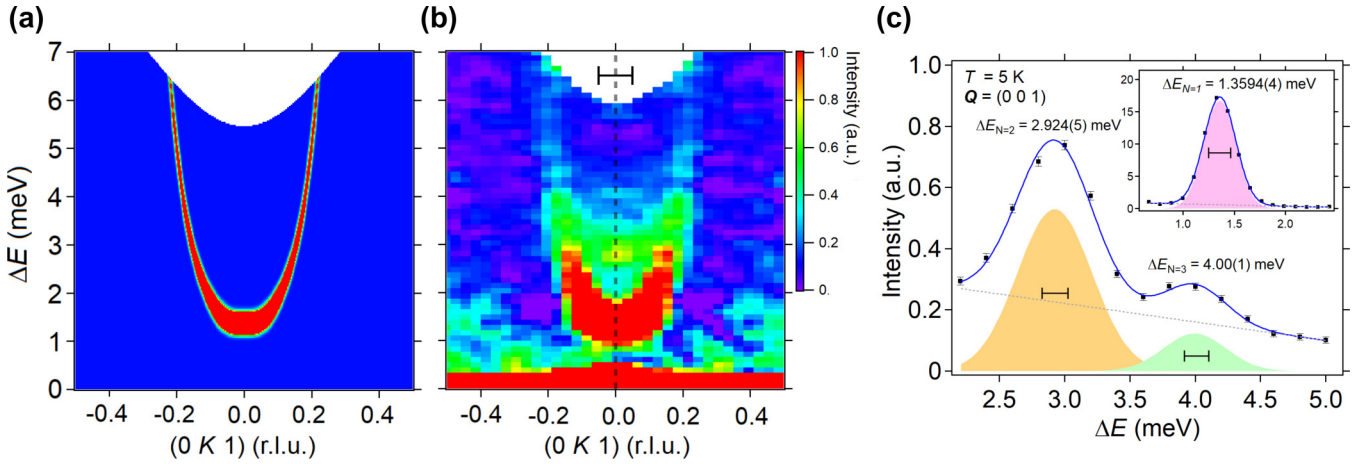 (a)
7
6
5
4
3
2
1
0
ΔE (meV)
-0.4 -0.2 0.0 0.2 0.4
(0 K 1) (r.l.u.)
(b)
-0.4 -0.2 0.0 0.2 0.4
(0 K 1) (r.l.u.)
1.0
0.8
0.6
0.4
0.2
0.
Intensity (a.u.)
(c)
1.0
0.8
0.6
0.4
0.2
0
Intensity (a.u.)
T = 5 K
Q = (0 0 1)
ΔE_N=2 = 2.924(5) meV
ΔE_N=3 = 4.00(1) meV
2.5 3.0 3.5 4.0 4.5 5.0
ΔE (meV)
20
15
10
5
0
ΔE_N=1 = 1.3594(4) meV
1.0 1.5 2.0